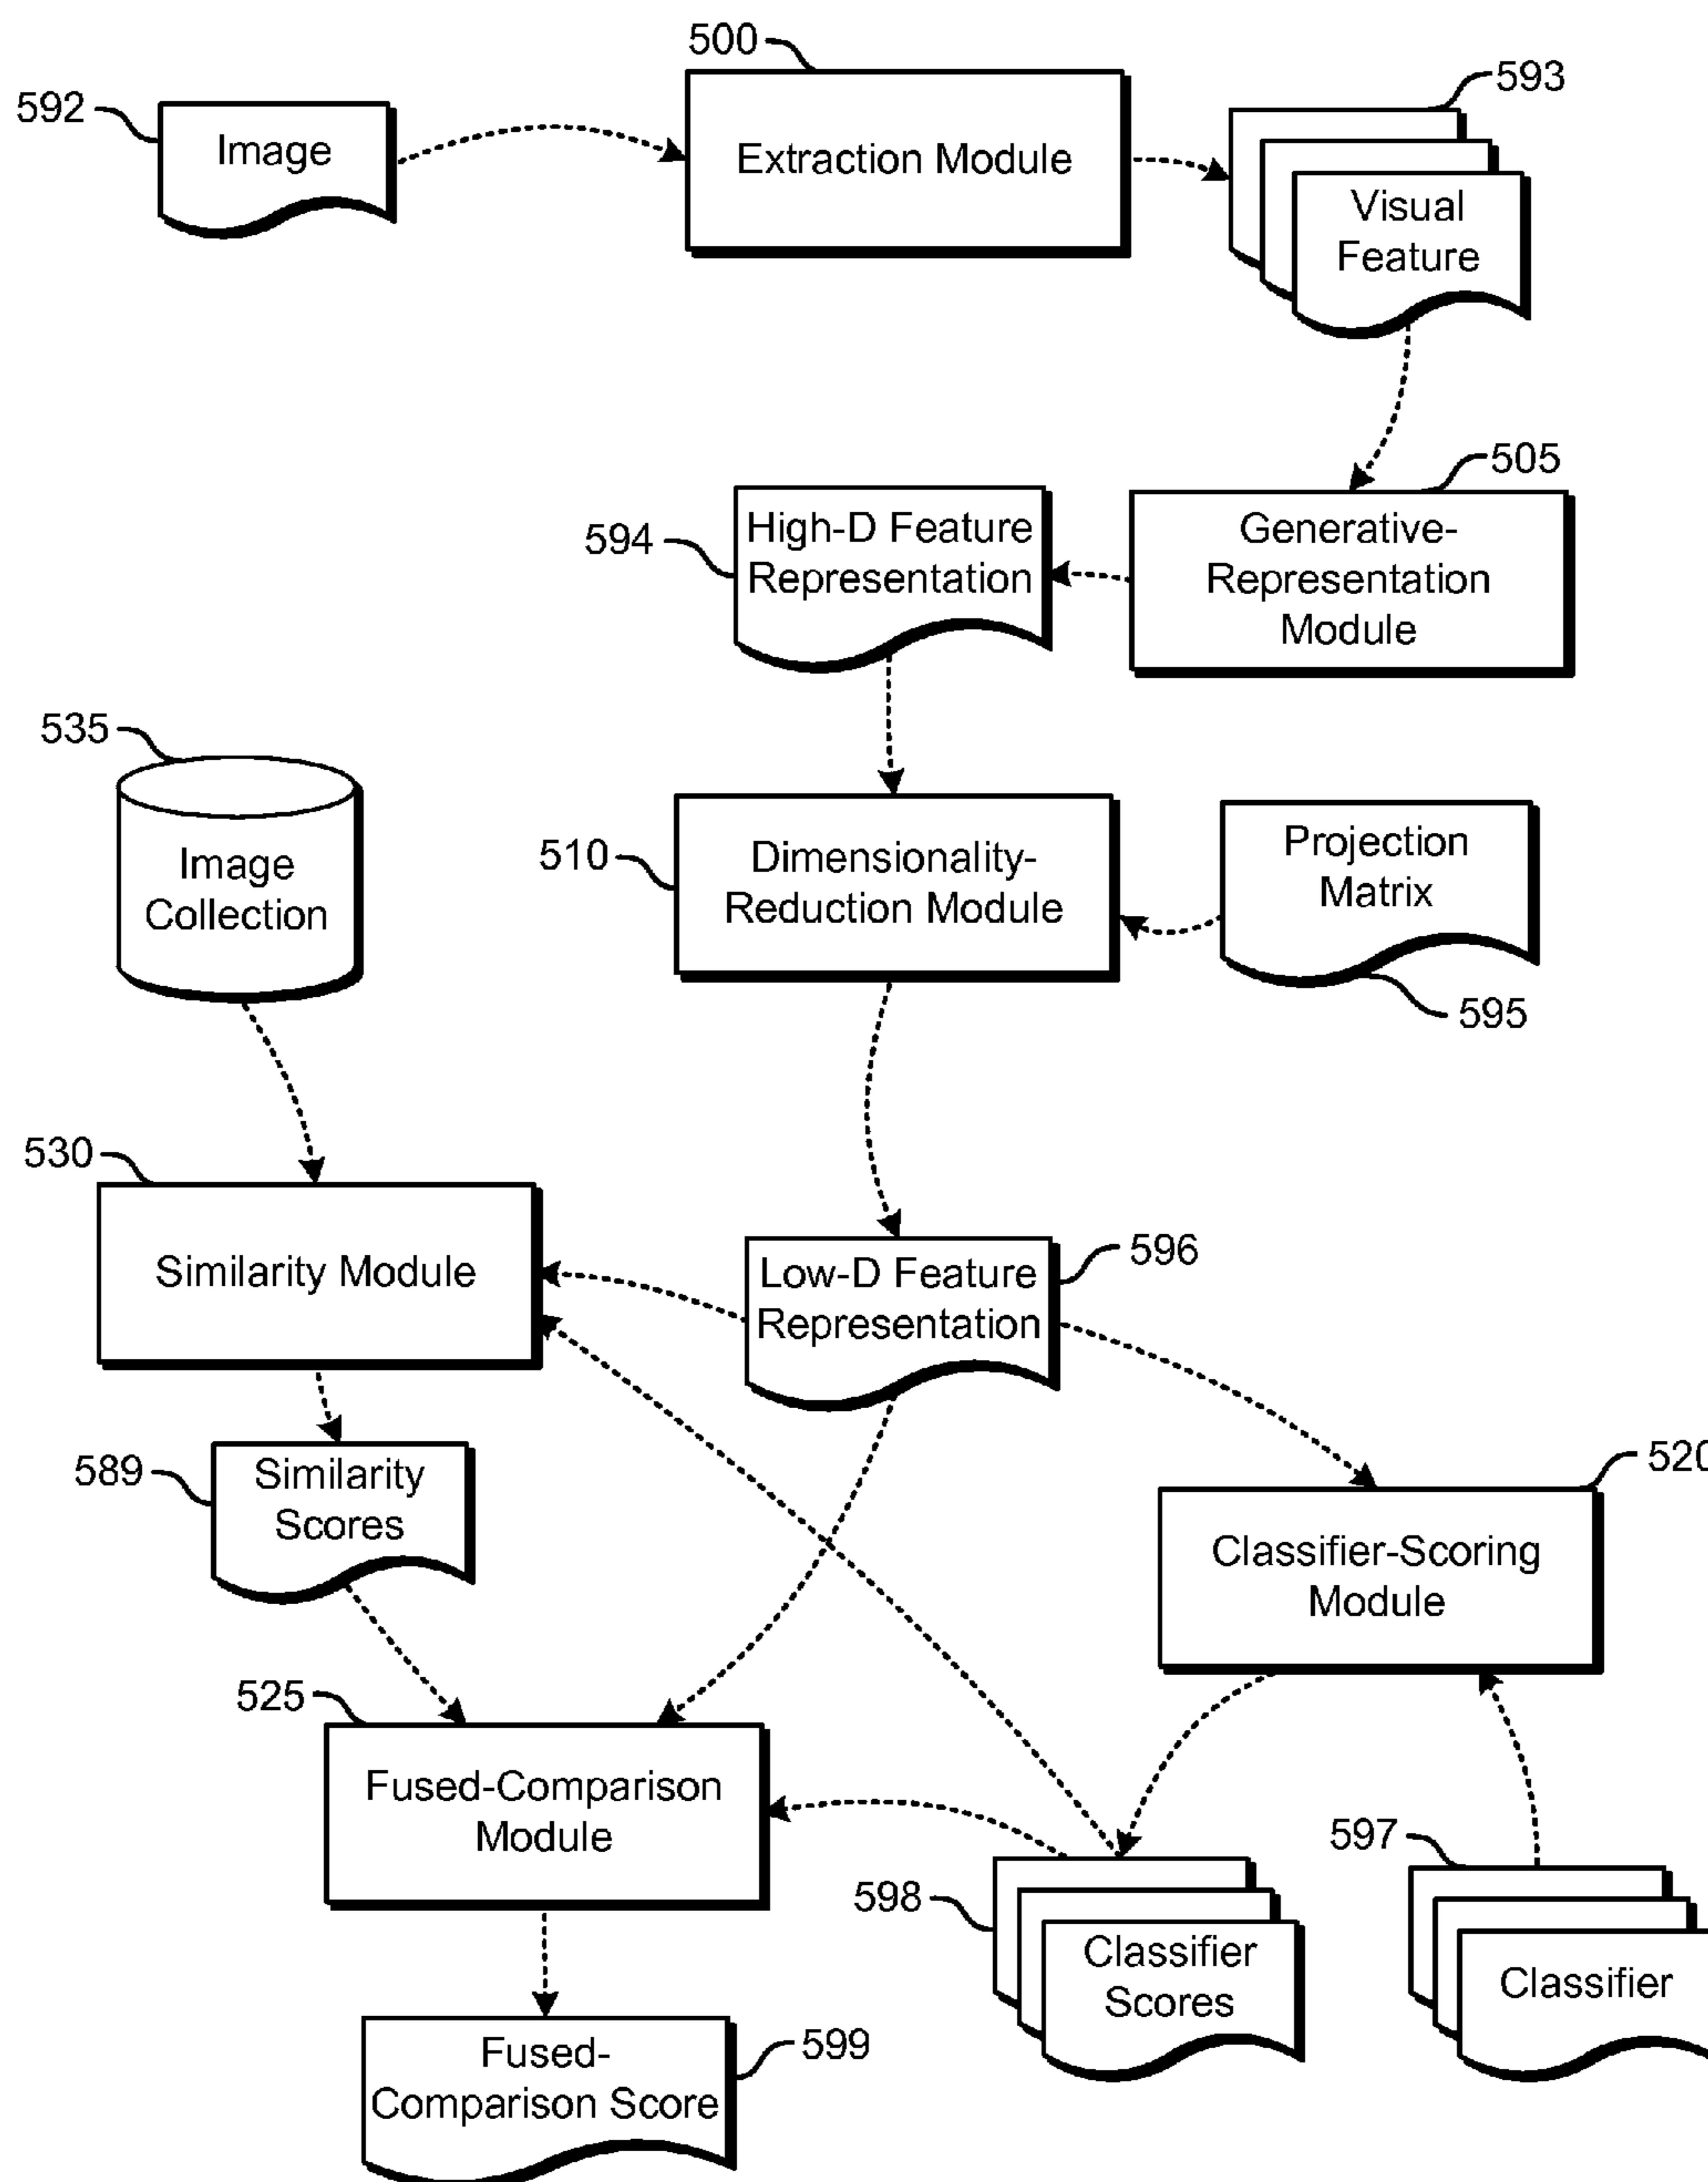 500
593
592
Image
Extraction Module
Visual
Feature
505
594
High-D Feature
Representation
Generative-
Representation
Module
535
Image
Collection
510
Dimensionality-
Reduction Module
Projection
Matrix
595
530
Similarity Module
596
Low-D Feature
Representation
589
Similarity
Scores
520
Classifier-Scoring
Module
525
Fused-Comparison
Module
597
598
Classifier
Scores
Classifier
599
Fused-
Comparison Score